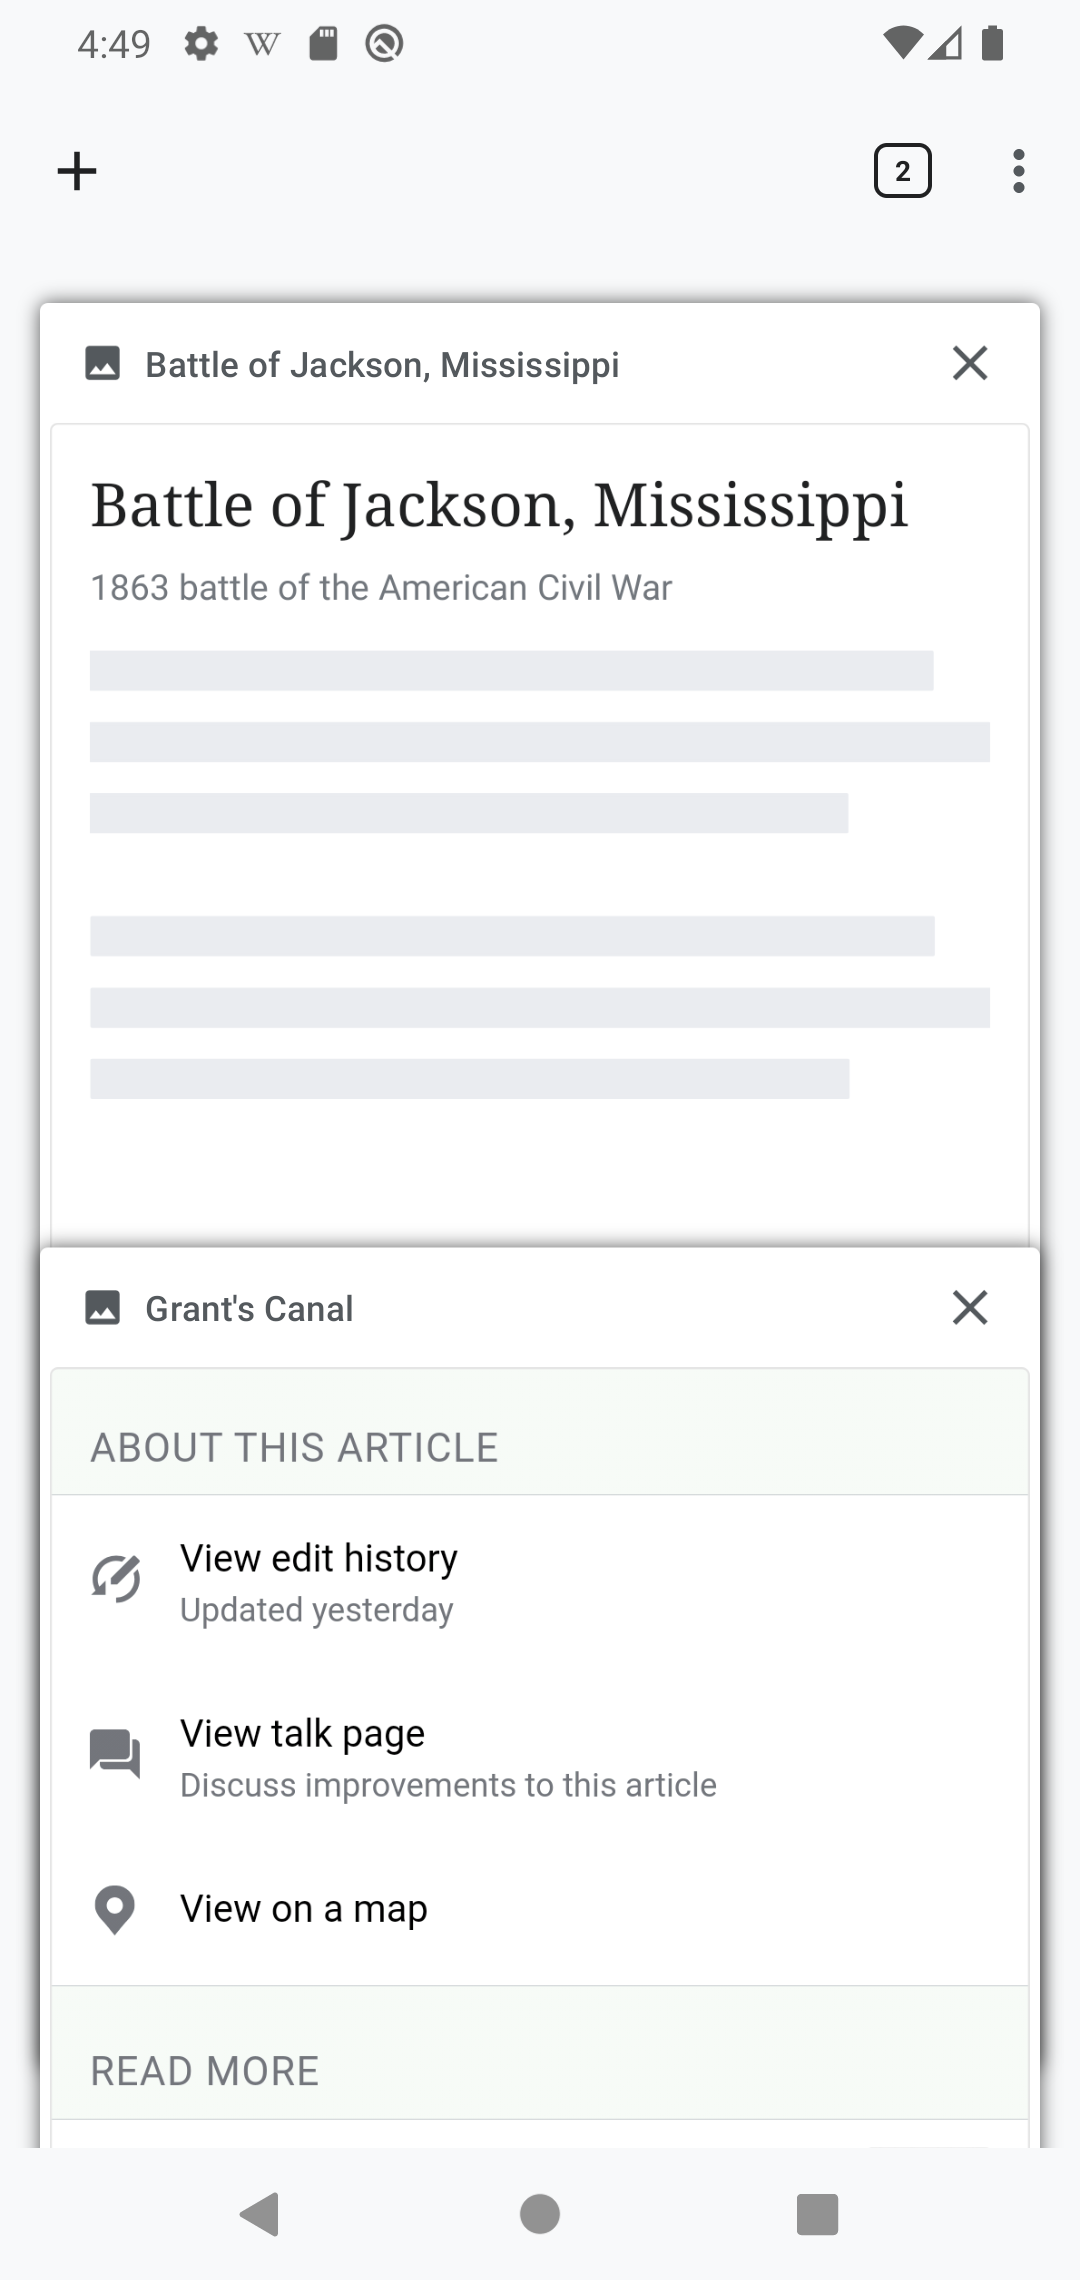 4:49
2
Battle of Jackson, Mississippi
Battle of Jackson, Mississippi
1863 battle of the American Civil War
Grant's Canal
ABOUT THIS ARTICLE
View edit history
Updated yesterday
View talk page
Discuss improvements to this article
View on a map
READ MORE